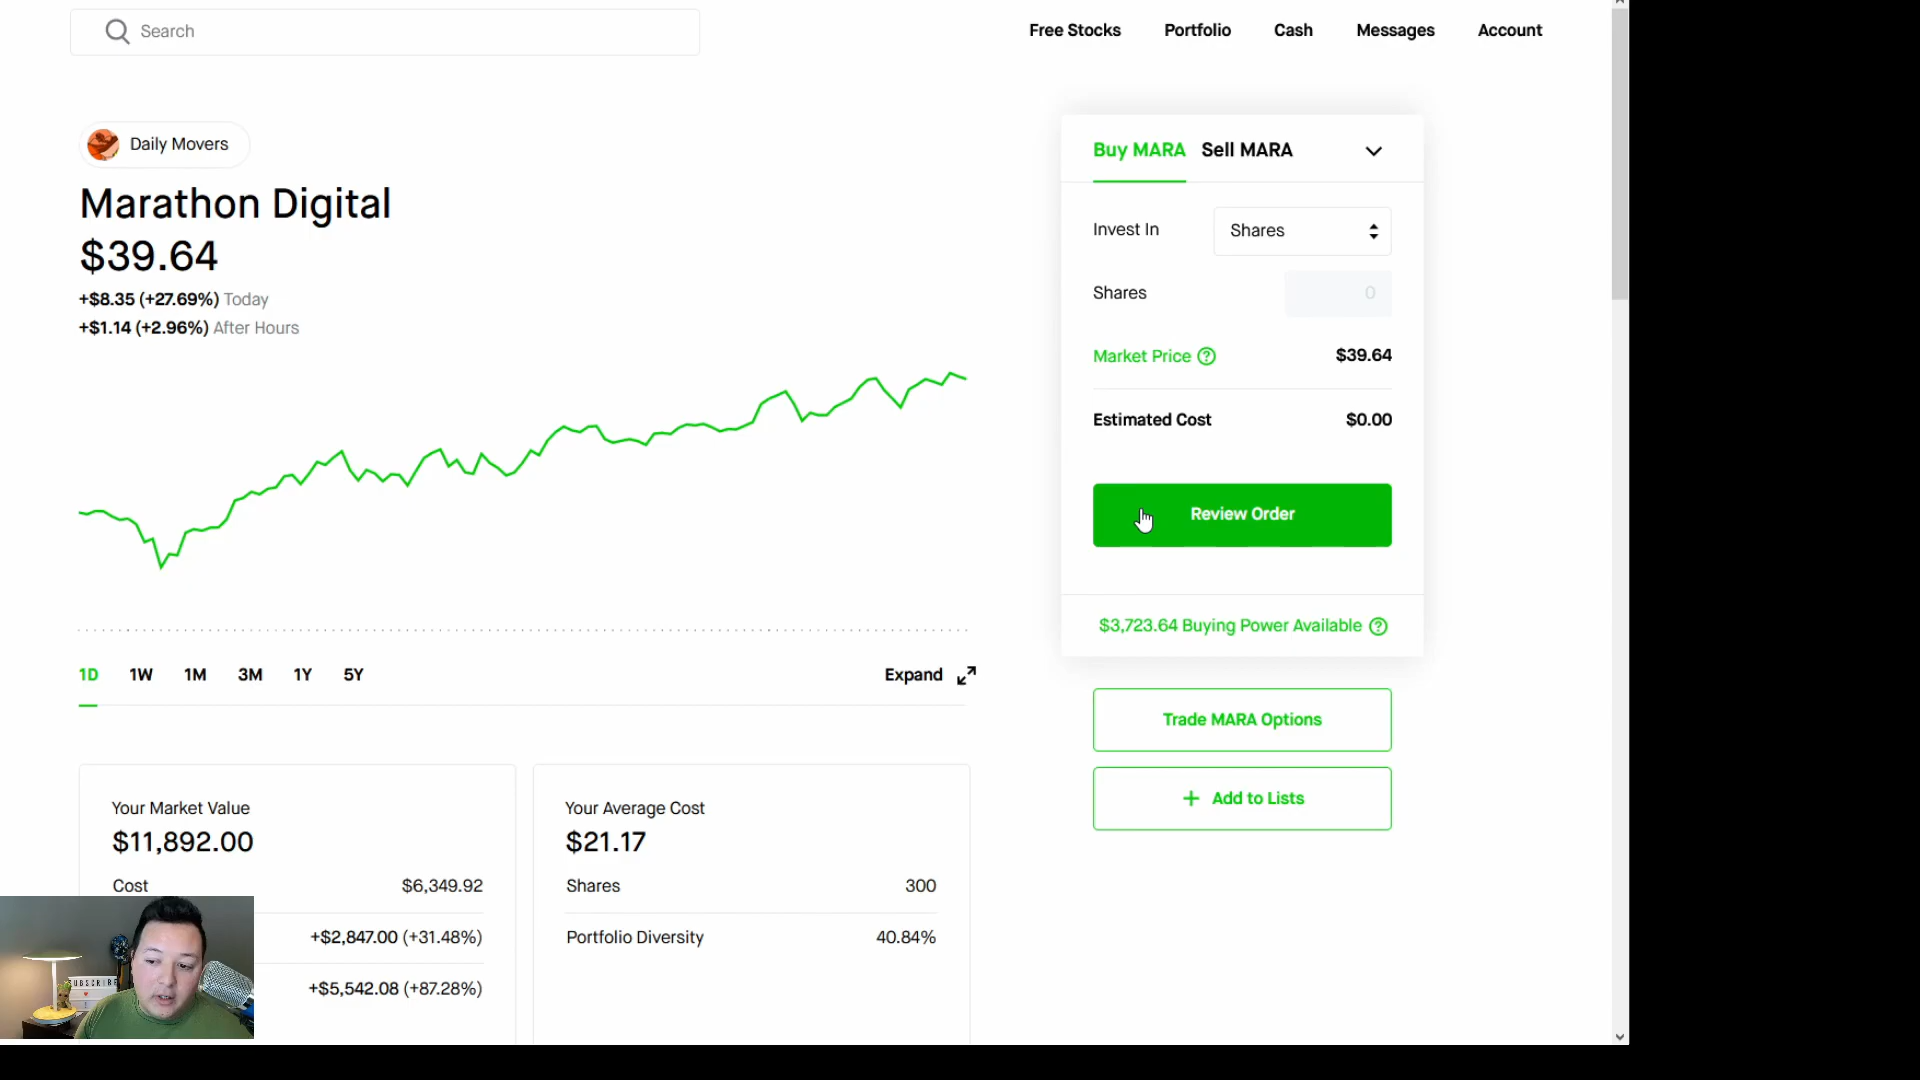 Search
Free Stocks
Portfolio
Cash
Messages
Account
Daily Movers
Marathon Digital
$39.64
+$8.35 (+27.69%) Today
+$1.14 (+2.96%) After Hours
1D
1W
1M
3M
1Y
5Y
Expand
Your Market Value
$11,892.00
Cost
$6,349.92
+$2,847.00 (+31.48%)
+$5,542.08 (+87.28%)
Your Average Cost
$21.17
Shares
300
Portfolio Diversity
40.84%
Buy MARA
Sell MARA
Invest In
Shares
Shares
0
Market Price ?
$39.64
Estimated Cost
$0.00
Review Order
$3,723.64 Buying Power Available ?
Trade MARA Options
+ Add to Lists
SUBSCRIBE